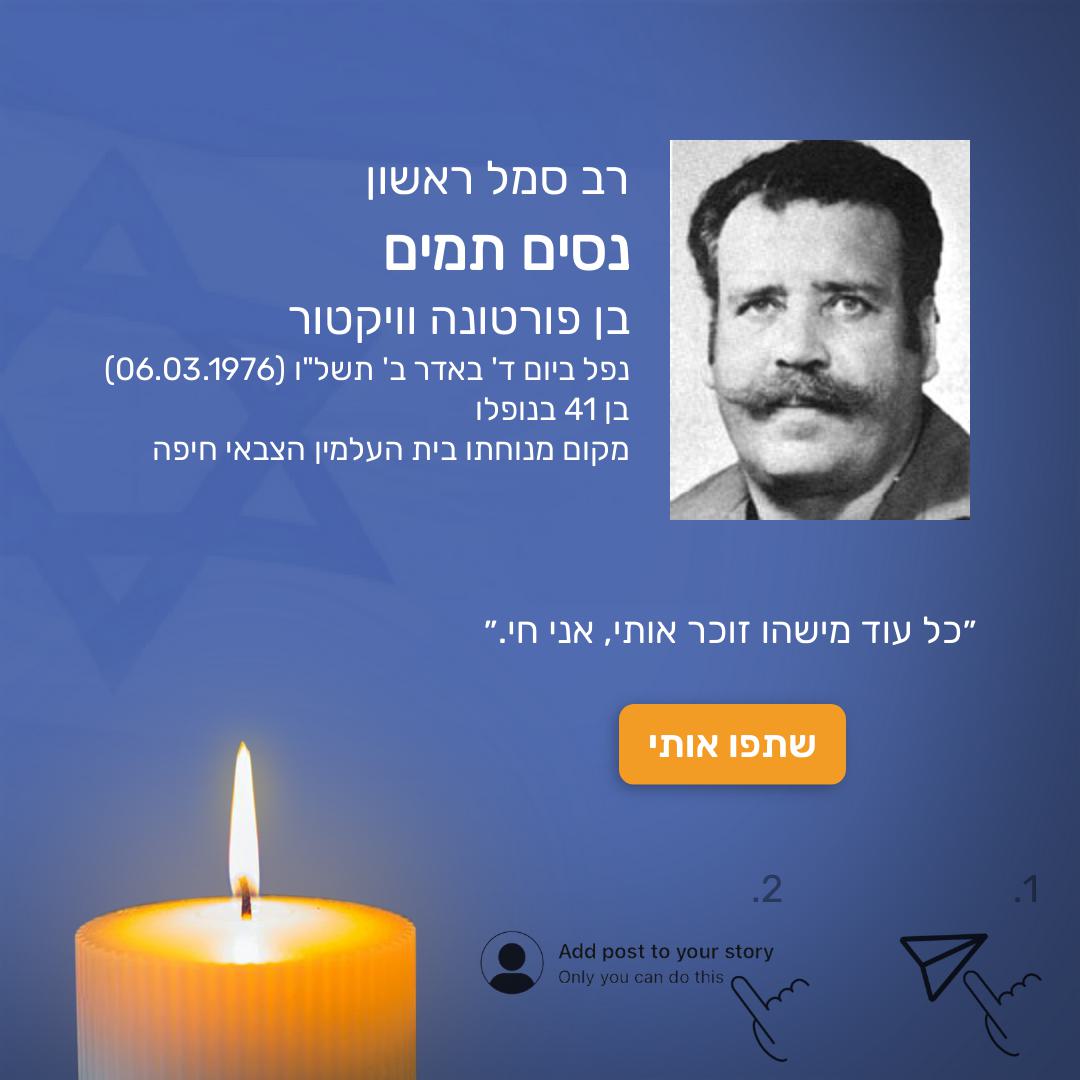 רב סמל ראשון
נסים תמים
בן פורטונה וויקטור
נפל ביום ד' באדר ב' תשל"ו (06.03.1976)
בן 41 בנופלו
מקום מנוחתו בית העלמין הצבאי חיפה
״כל עוד מישהו זוכר אותי, אני חי.״
שתפו אותי
1.
2.
Add post to your story
Only you can do this